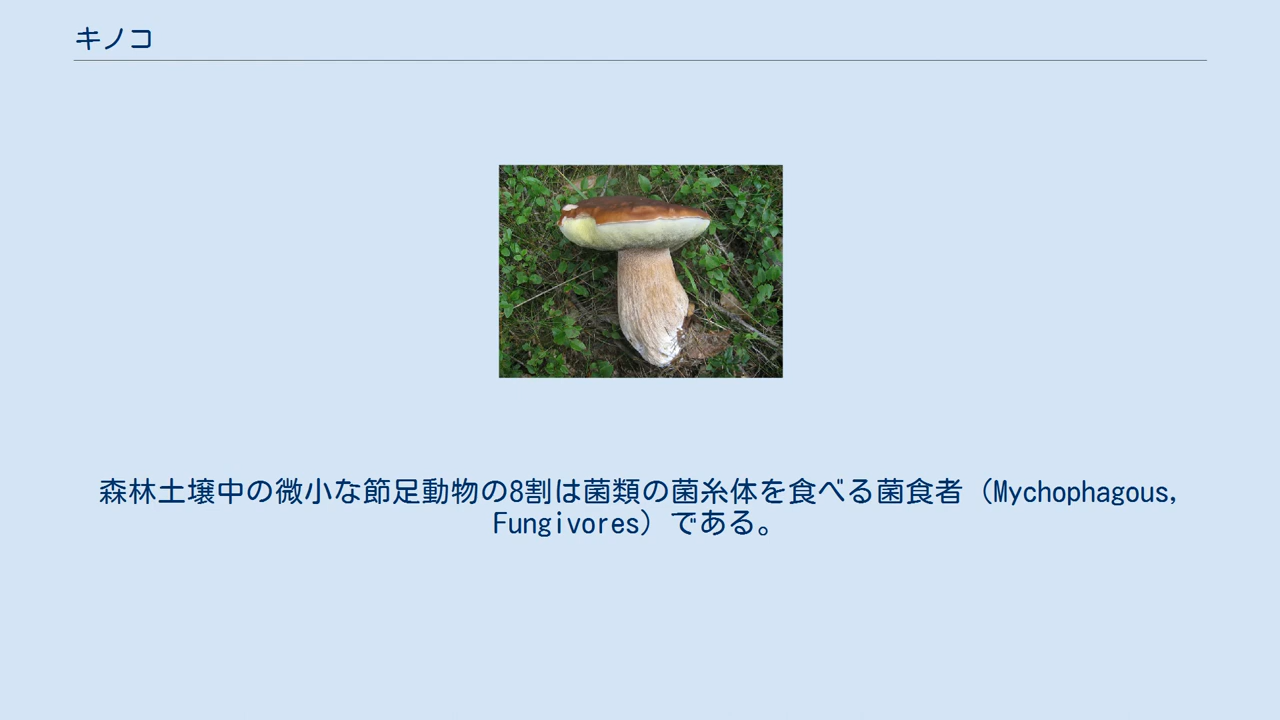 キノコ
森林土壌中の微小な節足動物の8割は菌類の菌糸体を食べる菌食者（Mychophagous,
Fungivores）である。